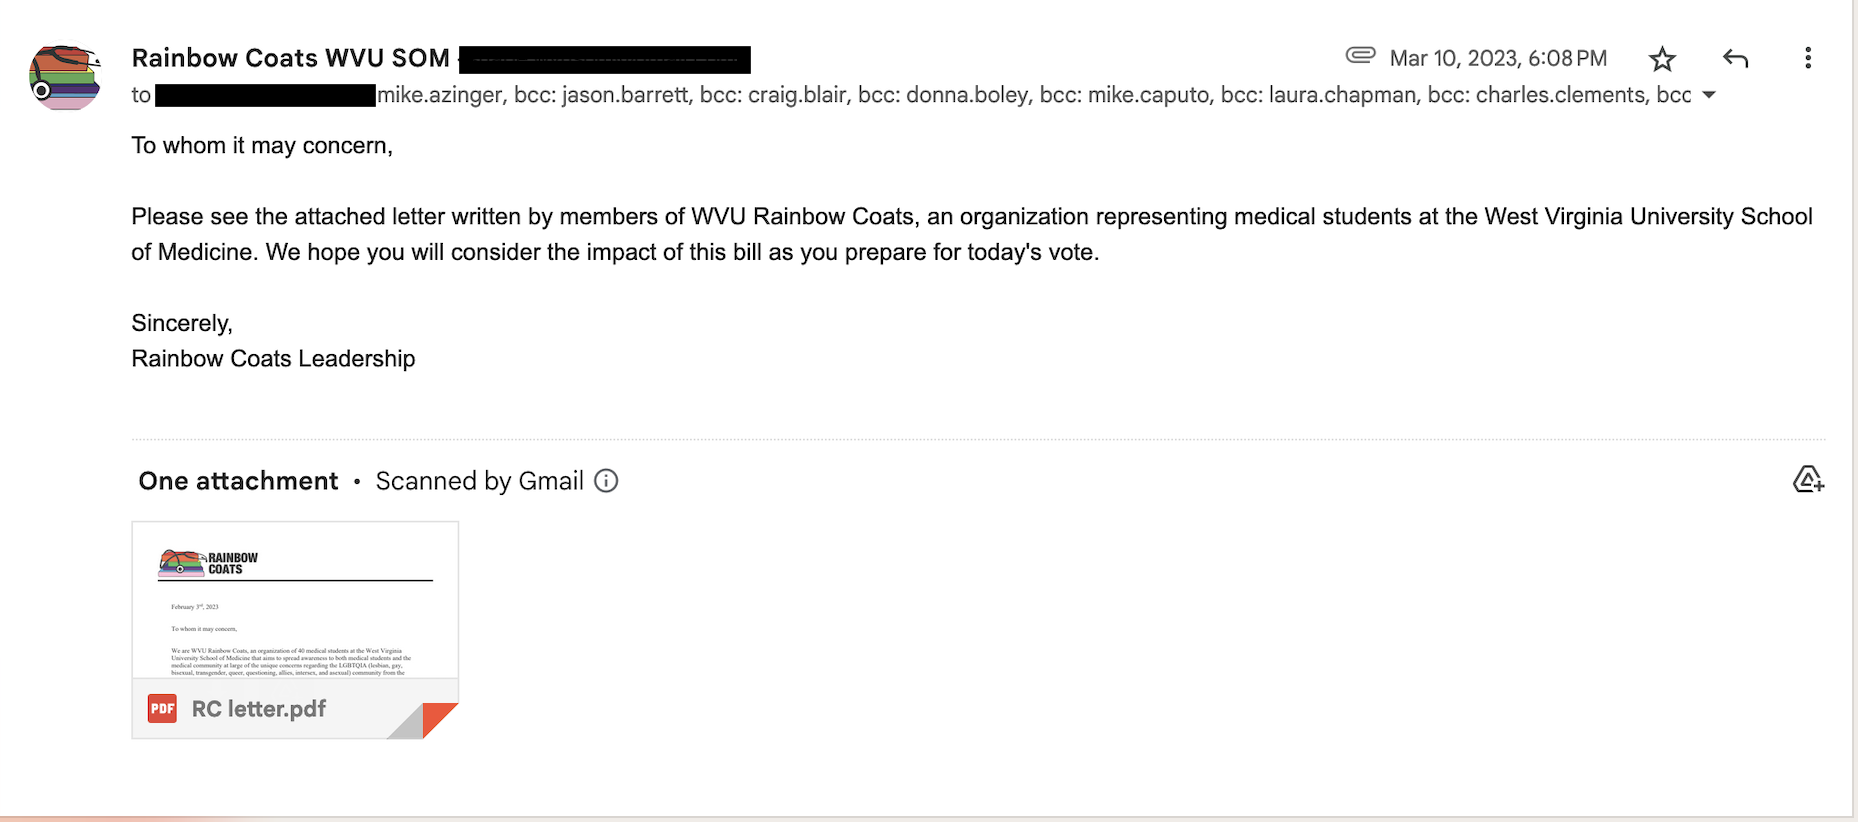 Rainbow Coats WVU SOM
Mar 10, 2023, 6:08 PM
to mike.azinger, bcc: jason.barrett, bcc: craig.blair, bcc: donna.boley, bcc: mike.caputo, bcc: laura.chapman, bcc: charles.clements, bcc
To whom it may concern,
Please see the attached letter written by members of WVU Rainbow Coats, an organization representing medical students at the West Virginia University School
of Medicine. We hope you will consider the impact of this bill as you prepare for today's vote.
Sincerely,
Rainbow Coats Leadership
One attachment • Scanned by Gmail
RAINBOW
COATS
February 3rd, 2023
To whom it may concern,
We are WVU Rainbow Coats, an organization of 40 medical students at the West Virginia
University School of Medicine that aims to spread awareness to both medical students and the
medical community at large of the unique concerns regarding the LGBTQIA (lesbian, gay,
bisexual, transgender, queer, questioning, allies, intersex, and asexual) community from the
PDF RC letter.pdf